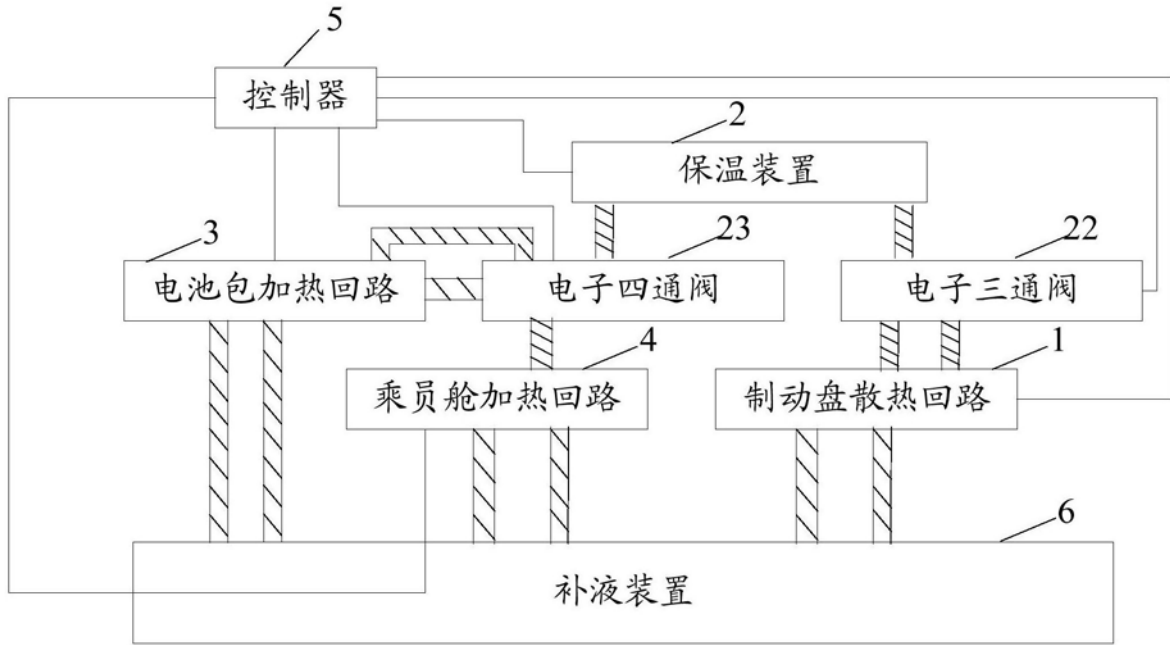 5
控制器
2
保温装置
3
23
22
电池包加热回路
电子四通阀
电子三通阀
4
1
乘员舱加热回路
制动盘散热回路
6
补液装置